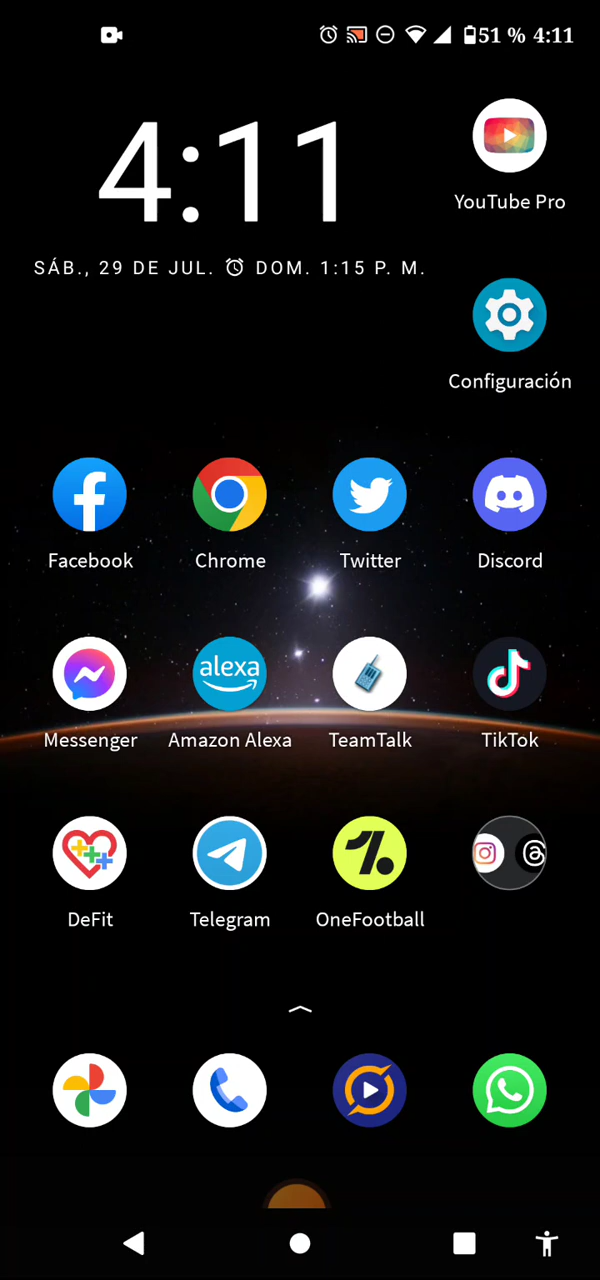 51 % 4:11
4:11
SÁB., 29 DE JUL. DOM. 1:15 P. M.
YouTube Pro
Configuración
Facebook Chrome Twitter Discord
alexa
Messenger Amazon Alexa TeamTalk TikTok
DeFit Telegram OneFootball